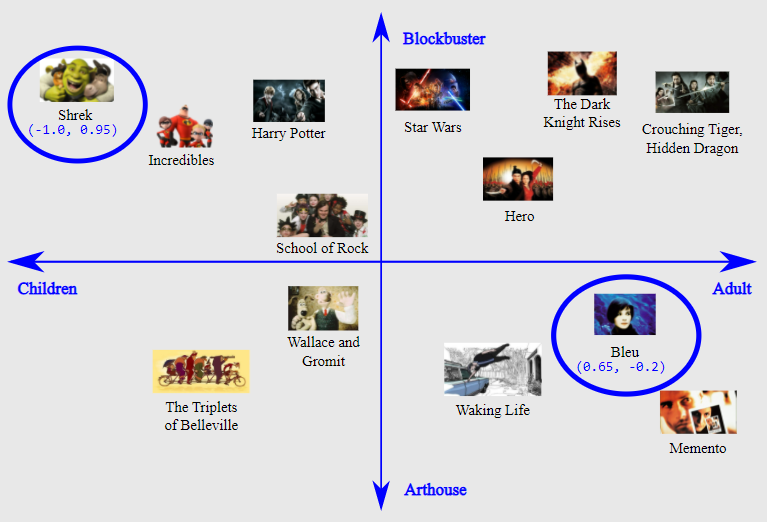 Blockbuster
Shrek
(-1.0, 0.95)
Incredibles
Harry Potter
Star Wars
The Dark
Knight Rises
Crouching Tiger,
Hidden Dragon
Hero
School of Rock
Children
Adult
Wallace and
Gromit
Bleu
(0.65, -0.2)
The Triplets
of Belleville
Waking Life
Memento
Arthouse